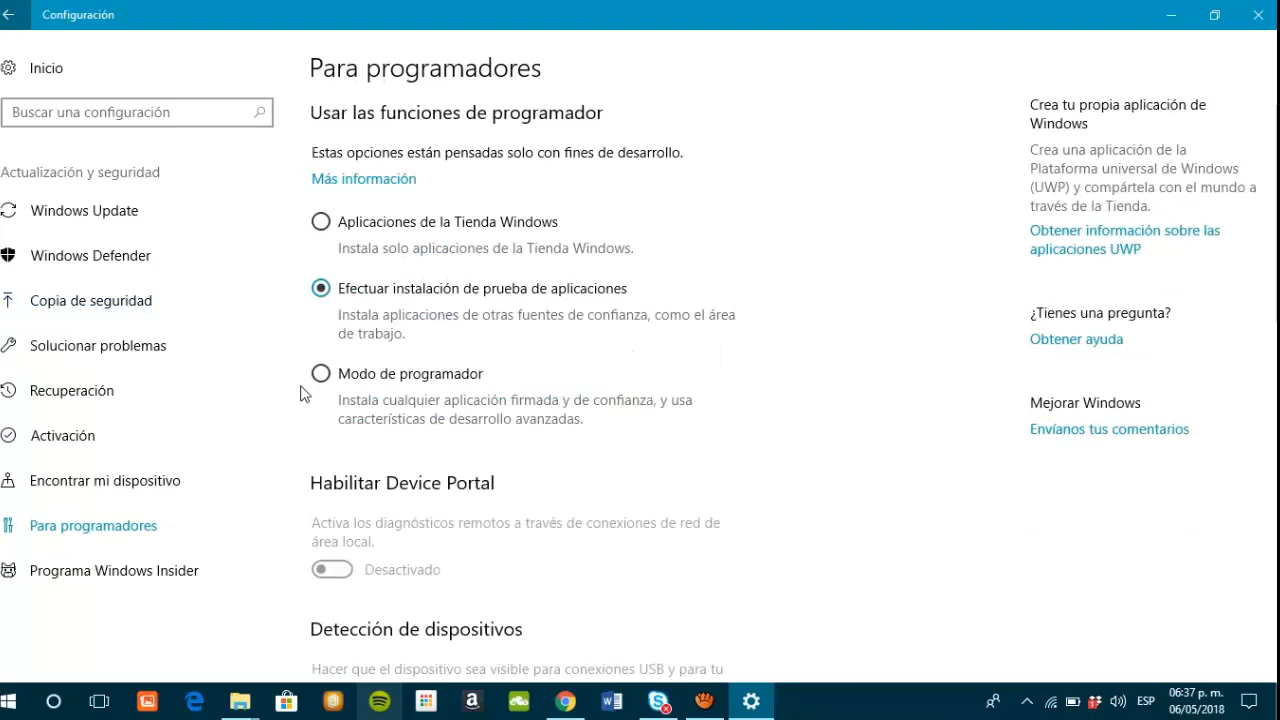 Configuración
Inicio
Buscar una configuración
Actualización y seguridad
Windows Update
Windows Defender
Copia de seguridad
Solucionar problemas
Recuperación
Activación
Encontrar mi dispositivo
Para programadores
Programa Windows Insider
Para programadores
Usar las funciones de programador
Estas opciones están pensadas solo con fines de desarrollo.
Más información
Aplicaciones de la Tienda Windows
Instala solo aplicaciones de la Tienda Windows.
Efectuar instalación de prueba de aplicaciones
Instala aplicaciones de otras fuentes de confianza, como el área
de trabajo.
Modo de programador
Instala cualquier aplicación firmada y de confianza, y usa
características de desarrollo avanzadas.
Habilitar Device Portal
Activa los diagnósticos remotos a través de conexiones de red de
área local.
Desactivado
Detección de dispositivos
Hacer que el dispositivo sea visible para conexiones USB y para tu
Crea tu propia aplicación de
Windows
Crea una aplicación de la
Plataforma universal de Windows
(UWP) y compártela con el mundo a
través de la Tienda.
Obtener información sobre las
aplicaciones UWP
¿Tienes una pregunta?
Obtener ayuda
Mejorar Windows
Envíanos tus comentarios
ESP
06:37 p. m.
06/05/2018